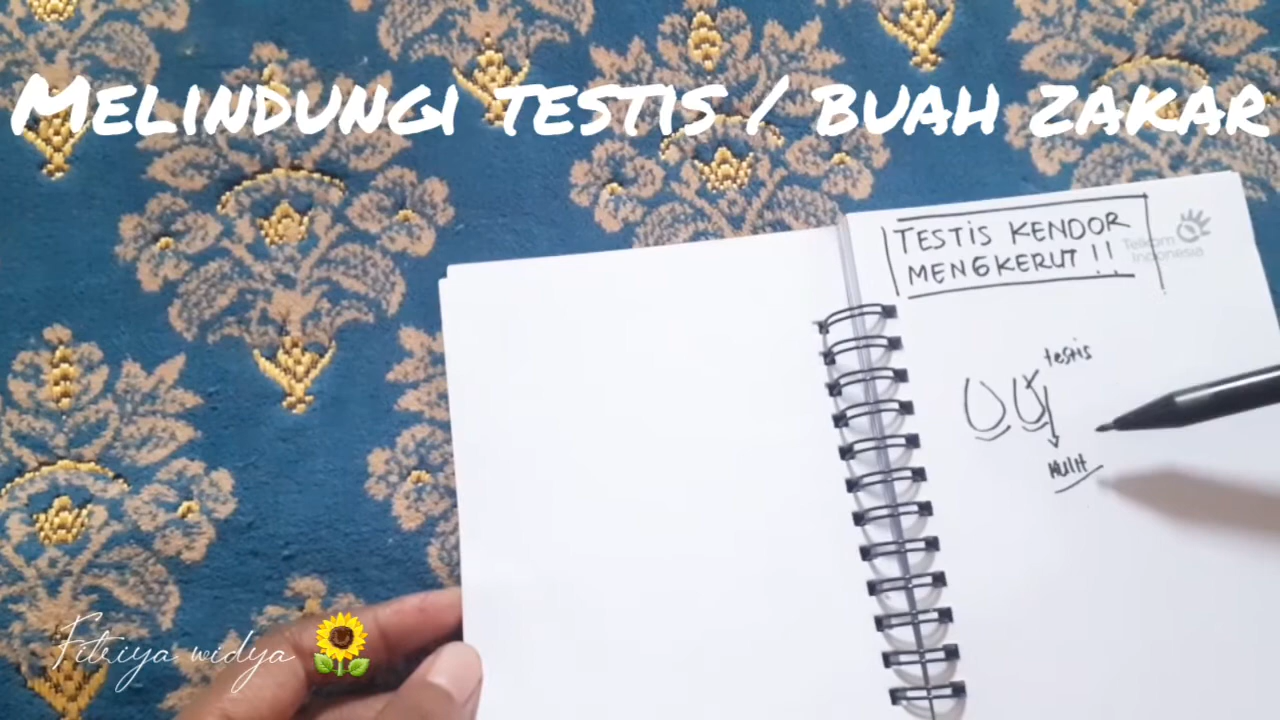 Melindungi testis / buah zakar
TESTIS KENDOR
MENGKERUT !!
Telkom
Indonesia
testis
kulit
Fitriya widya